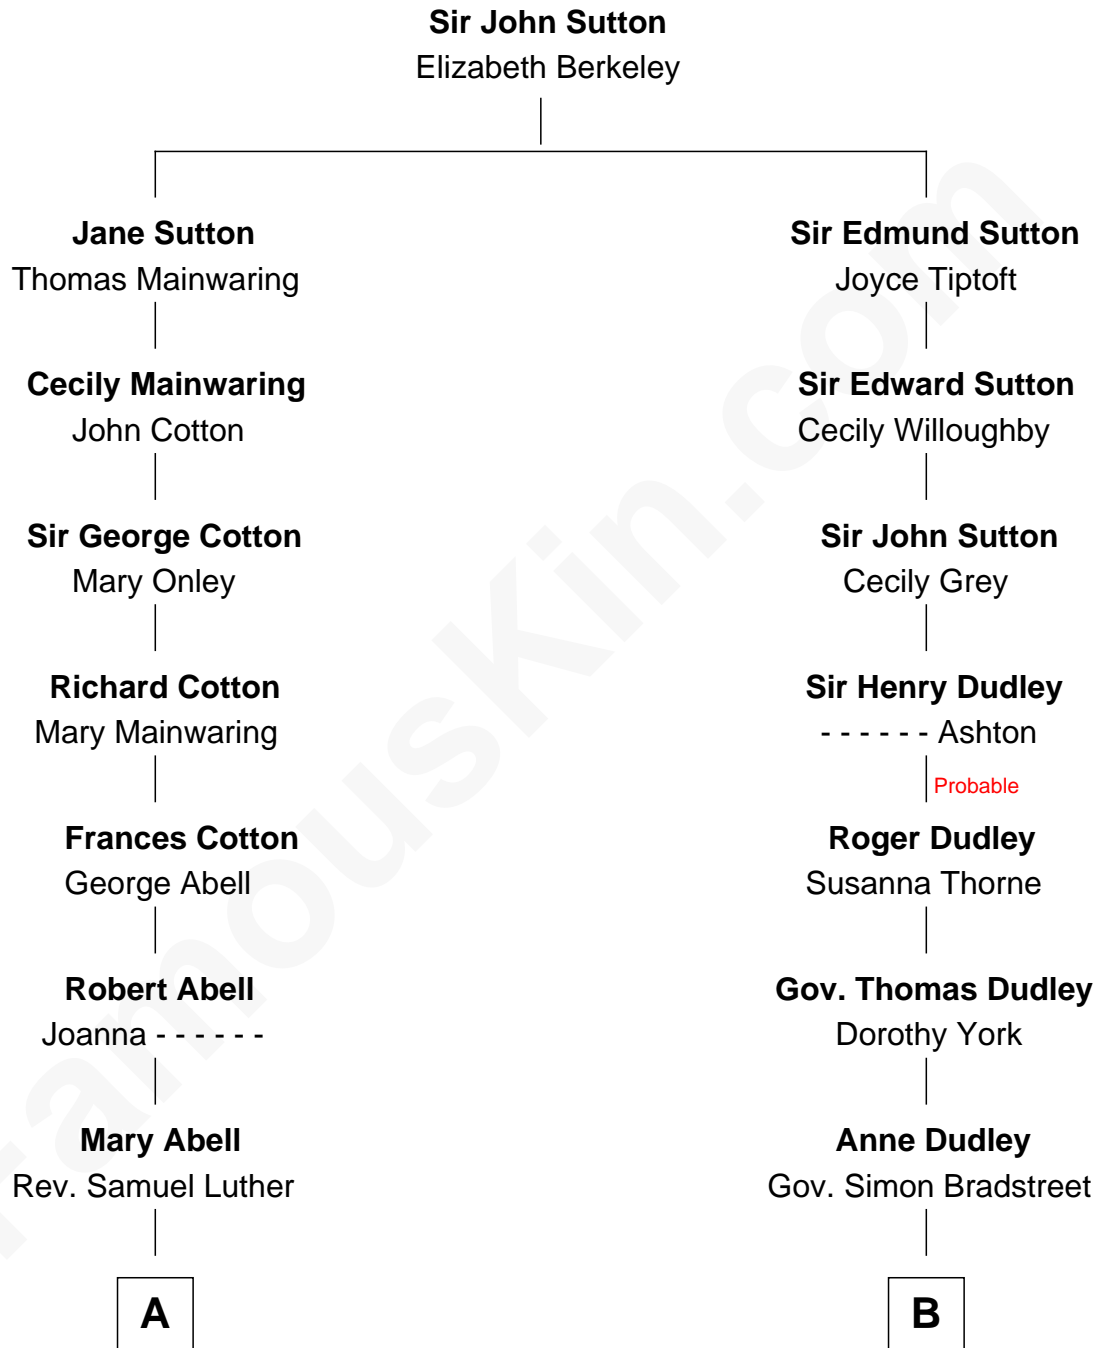 Sir John Sutton
Elizabeth Berkeley
Jane Sutton
Thomas Mainwaring
Sir Edmund Sutton
Joyce Tiptoft
Cecily Mainwaring
John Cotton
Sir Edward Sutton
Cecily Willoughby
Sir George Cotton
Mary Onley
Sir John Sutton
Cecily Grey
Richard Cotton
Mary Mainwaring
Sir Henry Dudley
- - - - - - Ashton
Probable
Frances Cotton
George Abell
Roger Dudley
Susanna Thorne
Robert Abell
Joanna - - - - - -
Gov. Thomas Dudley
Dorothy York
Mary Abell
Rev. Samuel Luther
Anne Dudley
Gov. Simon Bradstreet
A
B
FamousKin.com